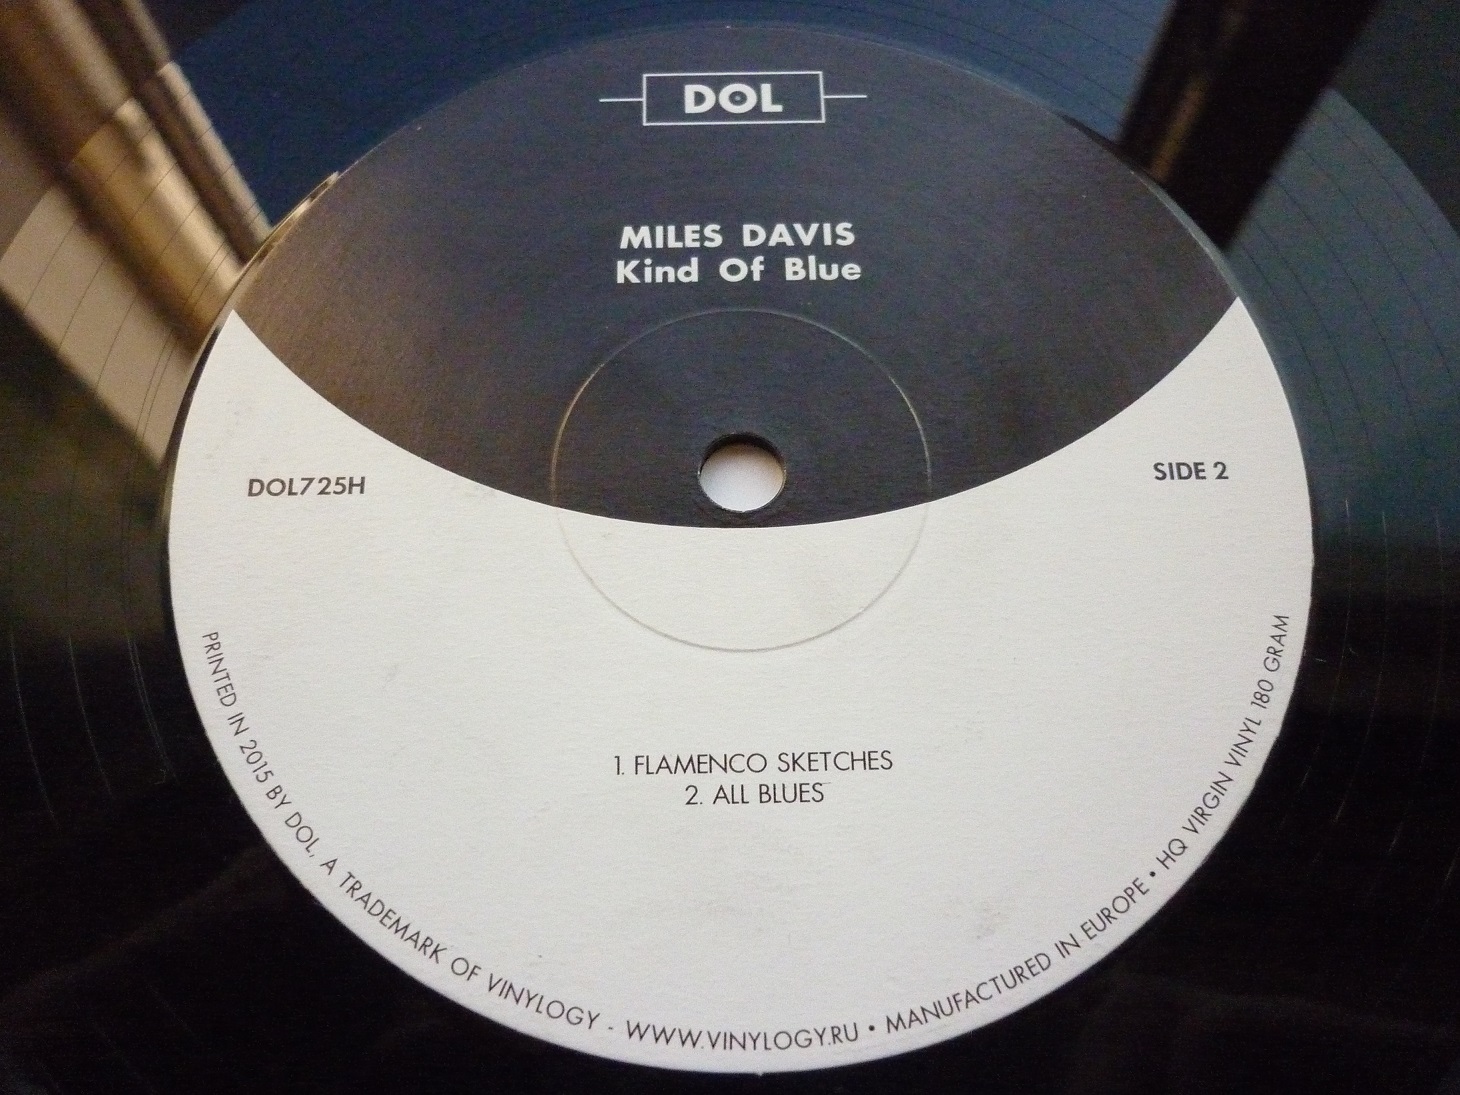 DOL
MILES DAVIS
Kind Of Blue
DOL725H
SIDE 2
1. FLAMENCO SKETCHES
2. ALL BLUES
PRINTED IN 2015 BY DOL, A TRADEMARK OF VINYLOGY - WWW.VINYLOGY.RU • MANUFACTURED IN EUROPE • HQ VIRGIN VINYL 180 GRAM